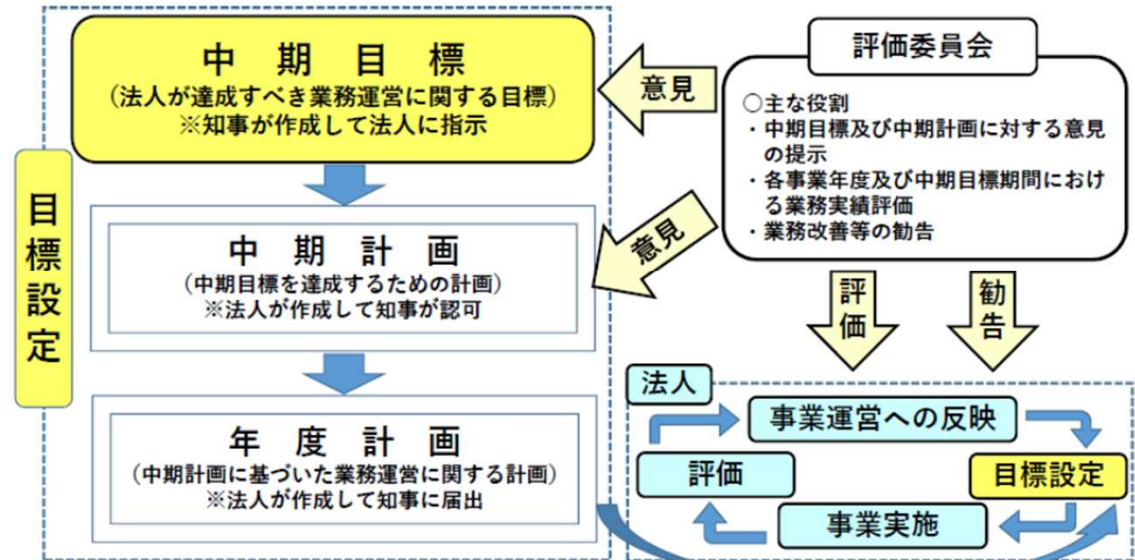 目標設定
中期目標
(法人が達成すべき業務運営に関する目標)
※知事が作成して法人に指示
中期計画
(中期目標を達成するための計画)
※法人が作成して知事が認可
年度計画
(中期計画に基づいた業務運営に関する計画)
※法人が作成して知事に届出
意見
意見
評価委員会
○主な役割
・中期目標及び中期計画に対する意見
の提示
・各事業年度及び中期目標期間におけ
る業務実績評価
・業務改善等の勧告
評価
勧告
法人
事業運営への反映
評価
目標設定
事業実施